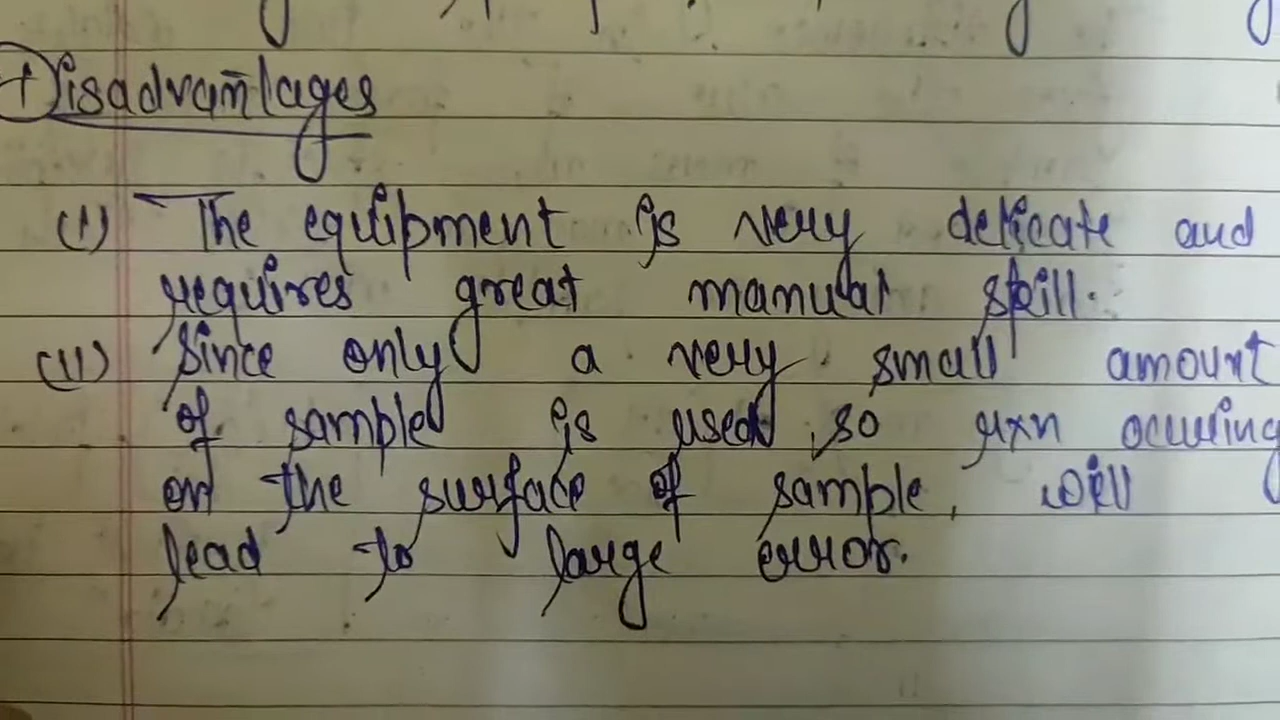 Disadvantages
(I) The equipment is very delicate and
requires great manual skill.
(II) Since only a very small amount
of sample is used, so rxn occuring
on the surface of sample, will
lead to large error.